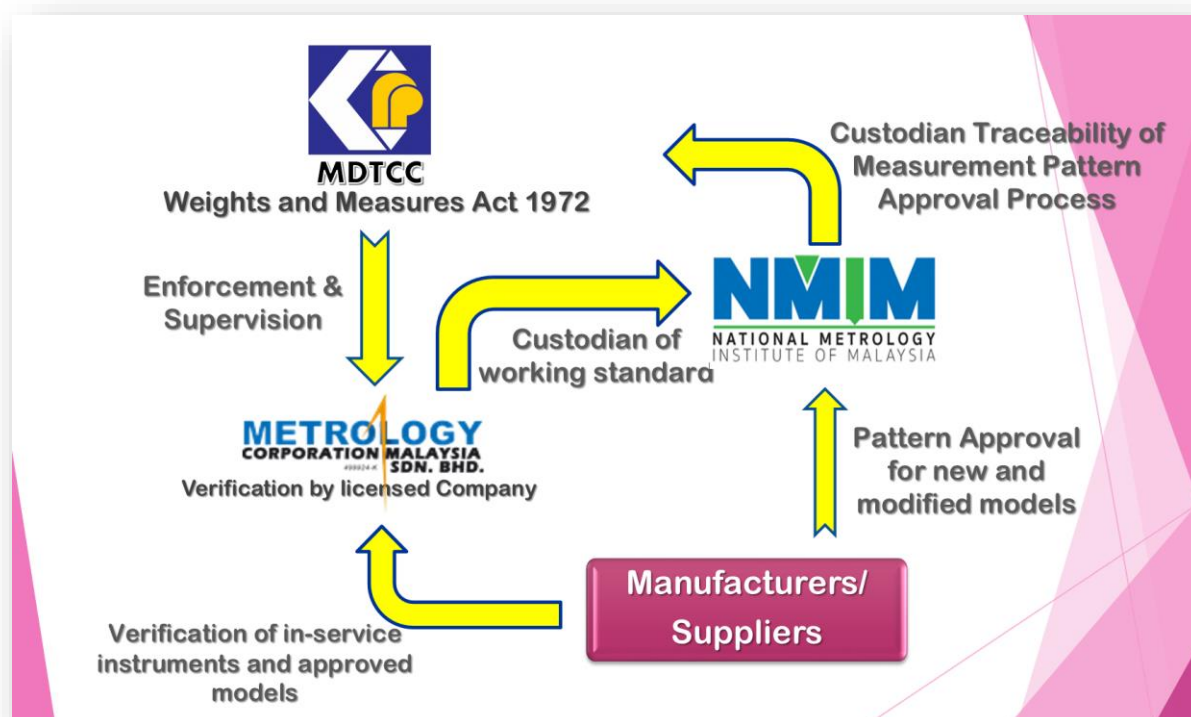 MDTCC
Weights and Measures Act 1972
Enforcement &
Supervision
Custodian Traceability of
Measurement Pattern
Approval Process
NMIM
NATIONAL METROLOGY
INSTITUTE OF MALAYSIA
Custodian of
working standard
METROLOGY
CORPORATION MALAYSIA
498924-K SDN. BHD.
Verification by licensed Company
Pattern Approval
for new and
modified models
Manufacturers/
Suppliers
Verification of in-service
instruments and approved
models